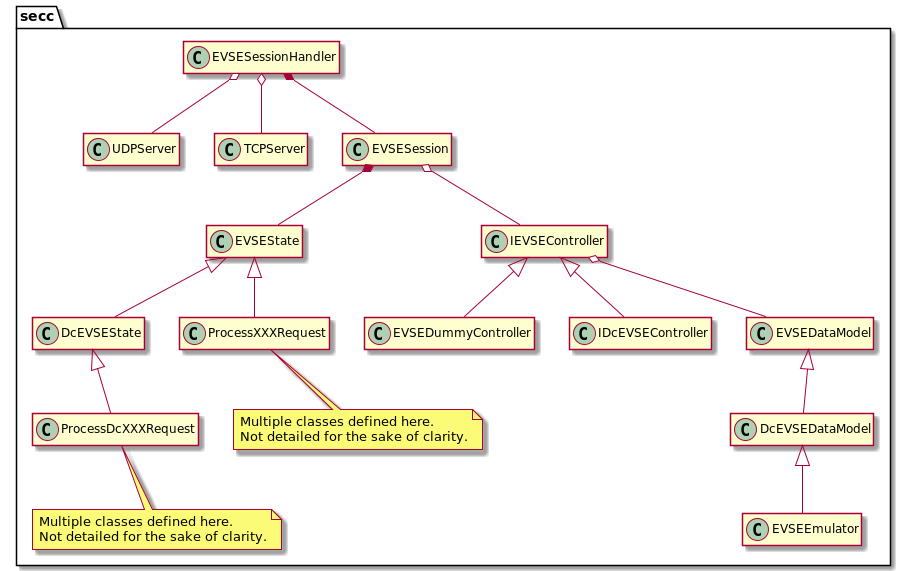 secc
C EVSESessionHandler
C UDPServer
C TCPServer
C EVSESession
C EVSEState
C IEVSEController
C DcEVSEState
C ProcessXXXRequest
C EVSEDummyController
C IDcEVSEController
C EVSEDataModel
C ProcessDcXXXRequest
Multiple classes defined here.
Not detailed for the sake of clarity.
C DcEVSEDataModel
Multiple classes defined here.
Not detailed for the sake of clarity.
C EVSEEmulator